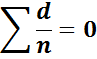 ∑ d/n = 0